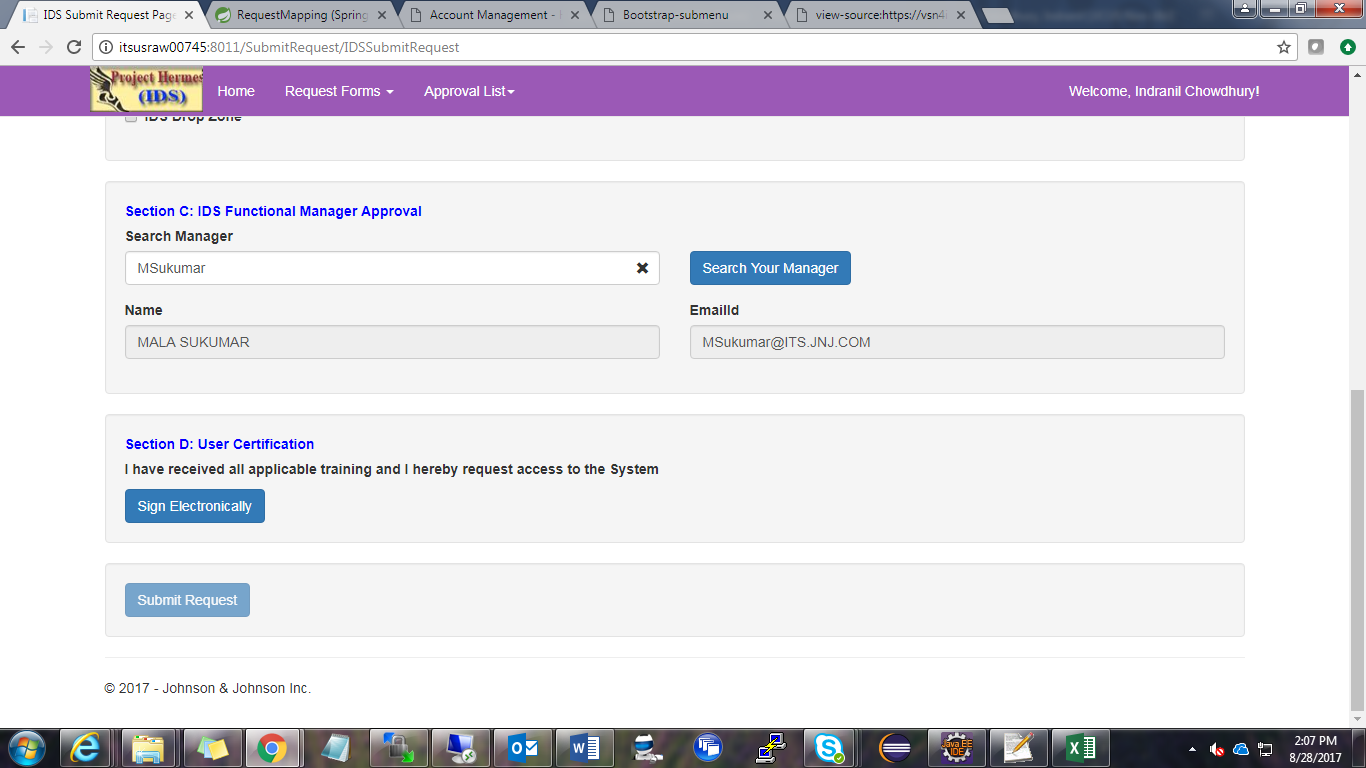 IDS Submit Request Page
RequestMapping (Spring
Account Management -
Bootstrap-submenu
view-source:https://vsn4
itsusraw00745:8011/SubmitRequest/IDSSubmitRequest
Project Hermes
(IDS)
Home
Request Forms
Approval List
Welcome, Indranil Chowdhury!
IDS Drop Zone
Section C: IDS Functional Manager Approval
Search Manager
MSukumar
Search Your Manager
Name
EmailId
MALA SUKUMAR
MSukumar@ITS.JNJ.COM
Section D: User Certification
I have received all applicable training and I hereby request access to the System
Sign Electronically
Submit Request
© 2017 - Johnson & Johnson Inc.
Java EE
IDE
2:07 PM
8/28/2017